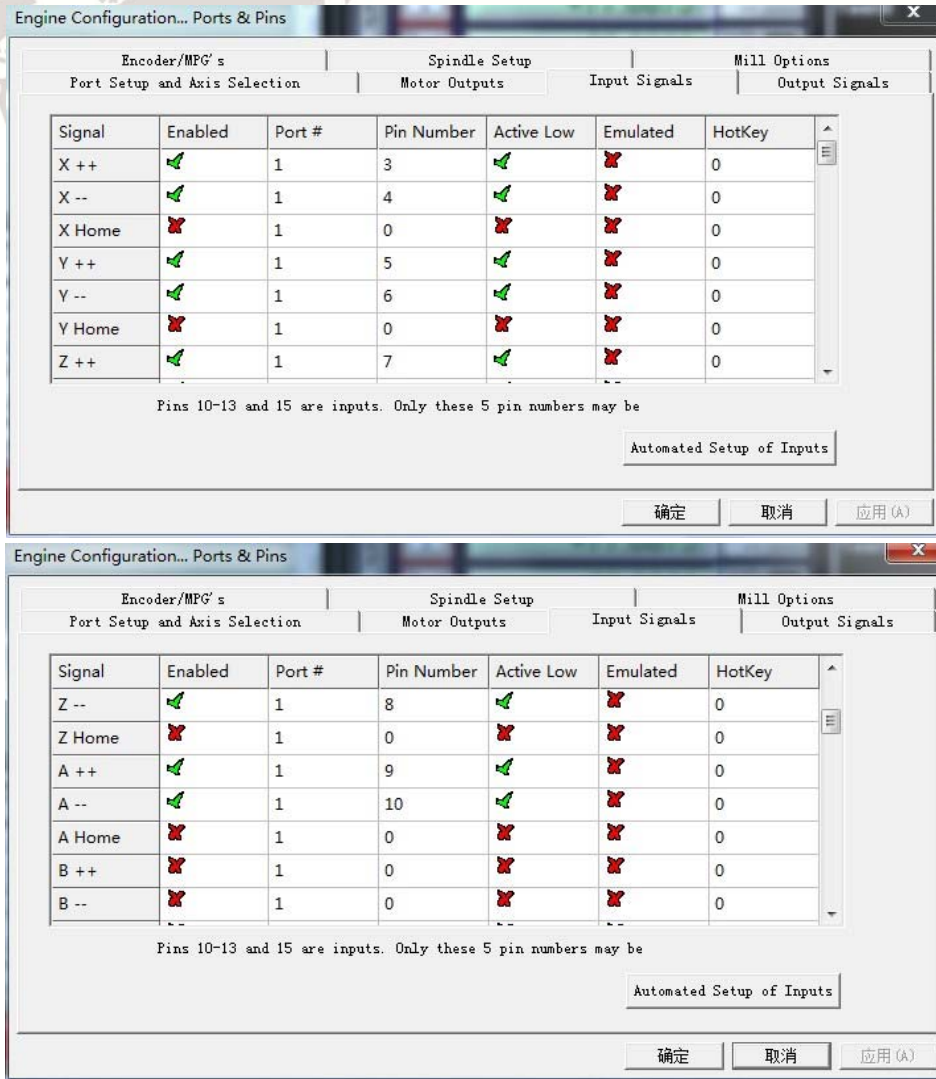 Engine Configuration... Ports & Pins
Encoder/MPG's Spindle Setup Mill Options
Port Setup and Axis Selection Motor Outputs Input Signals Output Signals
Signal Enabled Port # Pin Number Active Low Emulated HotKey
X ++ 1 3 0
X -- 1 4 0
X Home 1 0 0
Y ++ 1 5 0
Y -- 1 6 0
Y Home 1 0 0
Z ++ 1 7 0
Pins 10-13 and 15 are inputs. Only these 5 pin numbers may be
Automated Setup of Inputs
确定 取消 应用(A)
Engine Configuration... Ports & Pins
Encoder/MPG's Spindle Setup Mill Options
Port Setup and Axis Selection Motor Outputs Input Signals Output Signals
Signal Enabled Port # Pin Number Active Low Emulated HotKey
Z -- 1 8 0
Z Home 1 0 0
A ++ 1 9 0
A -- 1 10 0
A Home 1 0 0
B ++ 1 0 0
B -- 1 0 0
Pins 10-13 and 15 are inputs. Only these 5 pin numbers may be
Automated Setup of Inputs
确定 取消 应用(A)